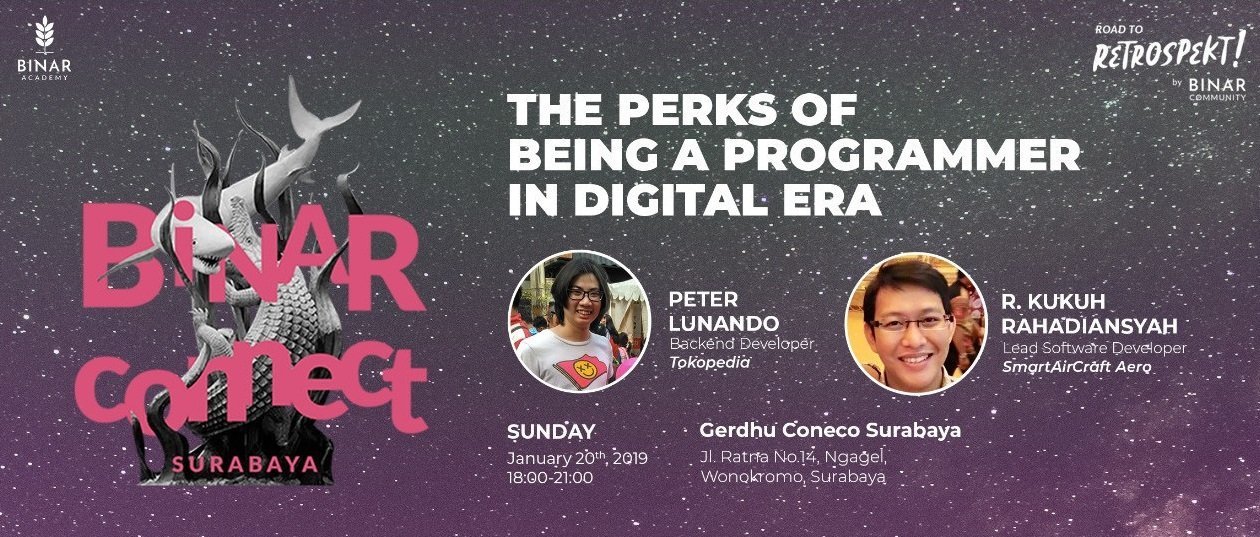 BINAR
ACADEMY
ROAD TO
RETROSPEKT!
by BINAR
COMMUNITY
BINAR
connect
SURABAYA
THE PERKS OF
BEING A PROGRAMMER
IN DIGITAL ERA
PETER
LUNANDO
Backend Developer
Tokopedia
R. KUKUH
RAHADIANSYAH
Lead Software Developer
SmartAirCraft Aero
SUNDAY
January 20th, 2019
18:00-21:00
Gerdhu Coneco Surabaya
Jl. Ratna No.14, Ngagel,
Wonokromo, Surabaya